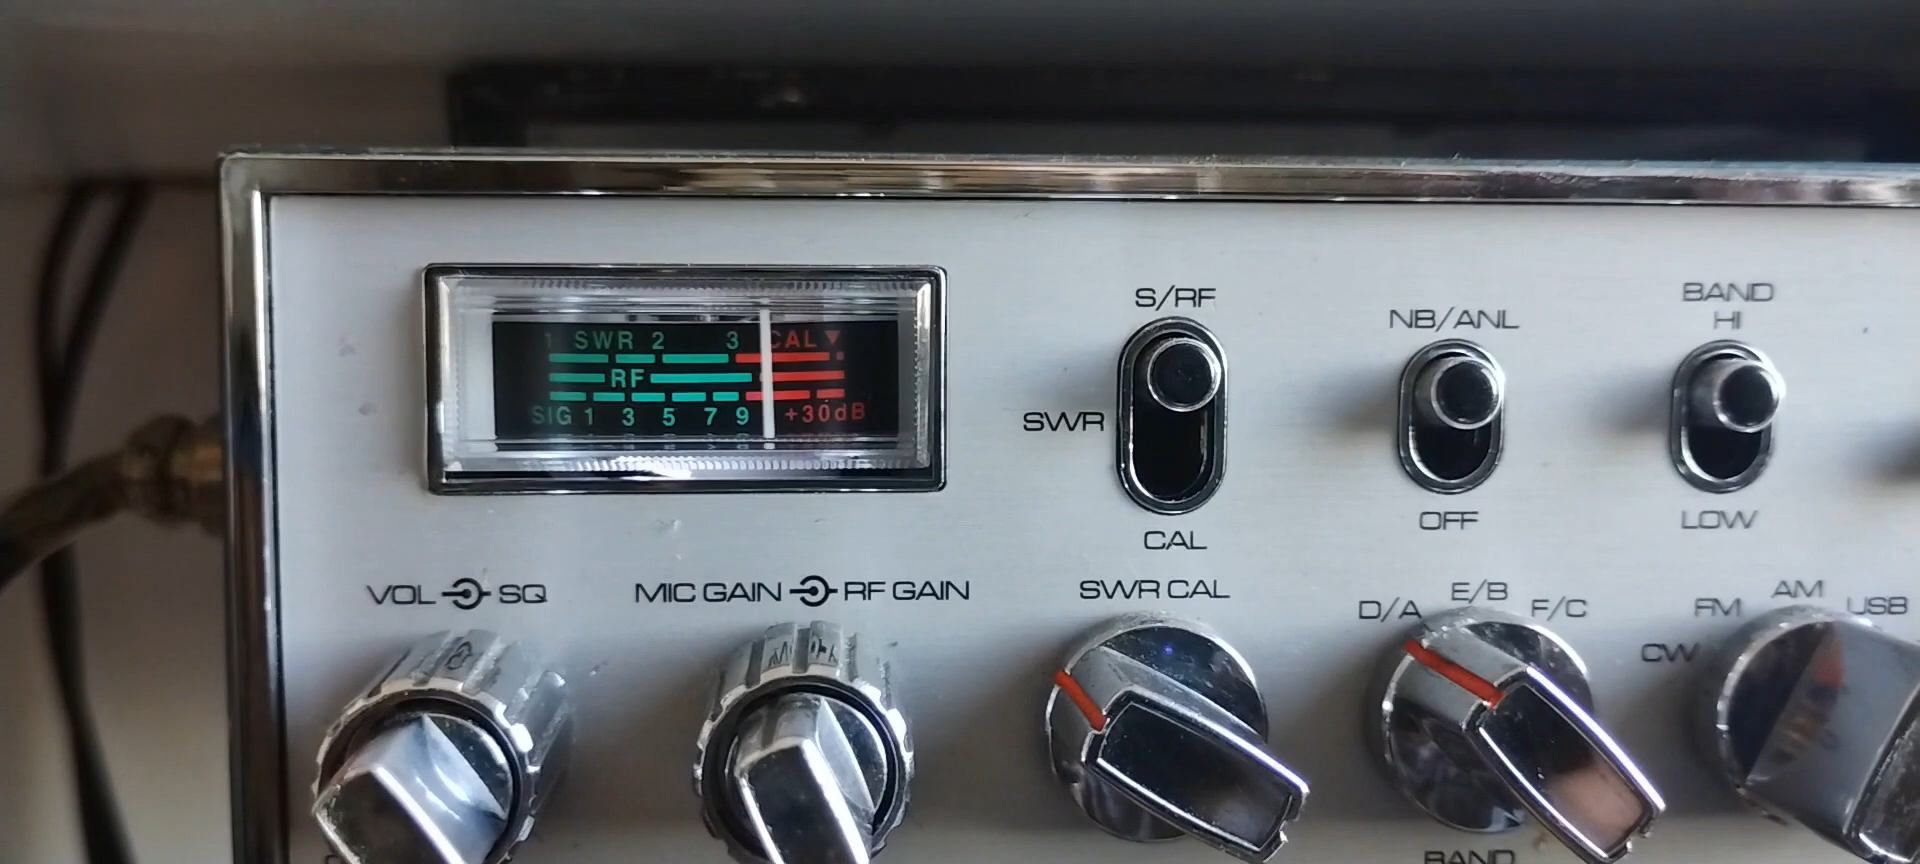 S/RF
BAND
HI
NB/ANL
1 SWR 2 3 CAL▼
RF
SIG 1 3 5 7 9 +30dB
SWR
OFF
LOW
CAL
VOL SQ
MIC GAIN RF GAIN
SWR CAL
D/A E/B F/C
CW FM AM USB
BAND